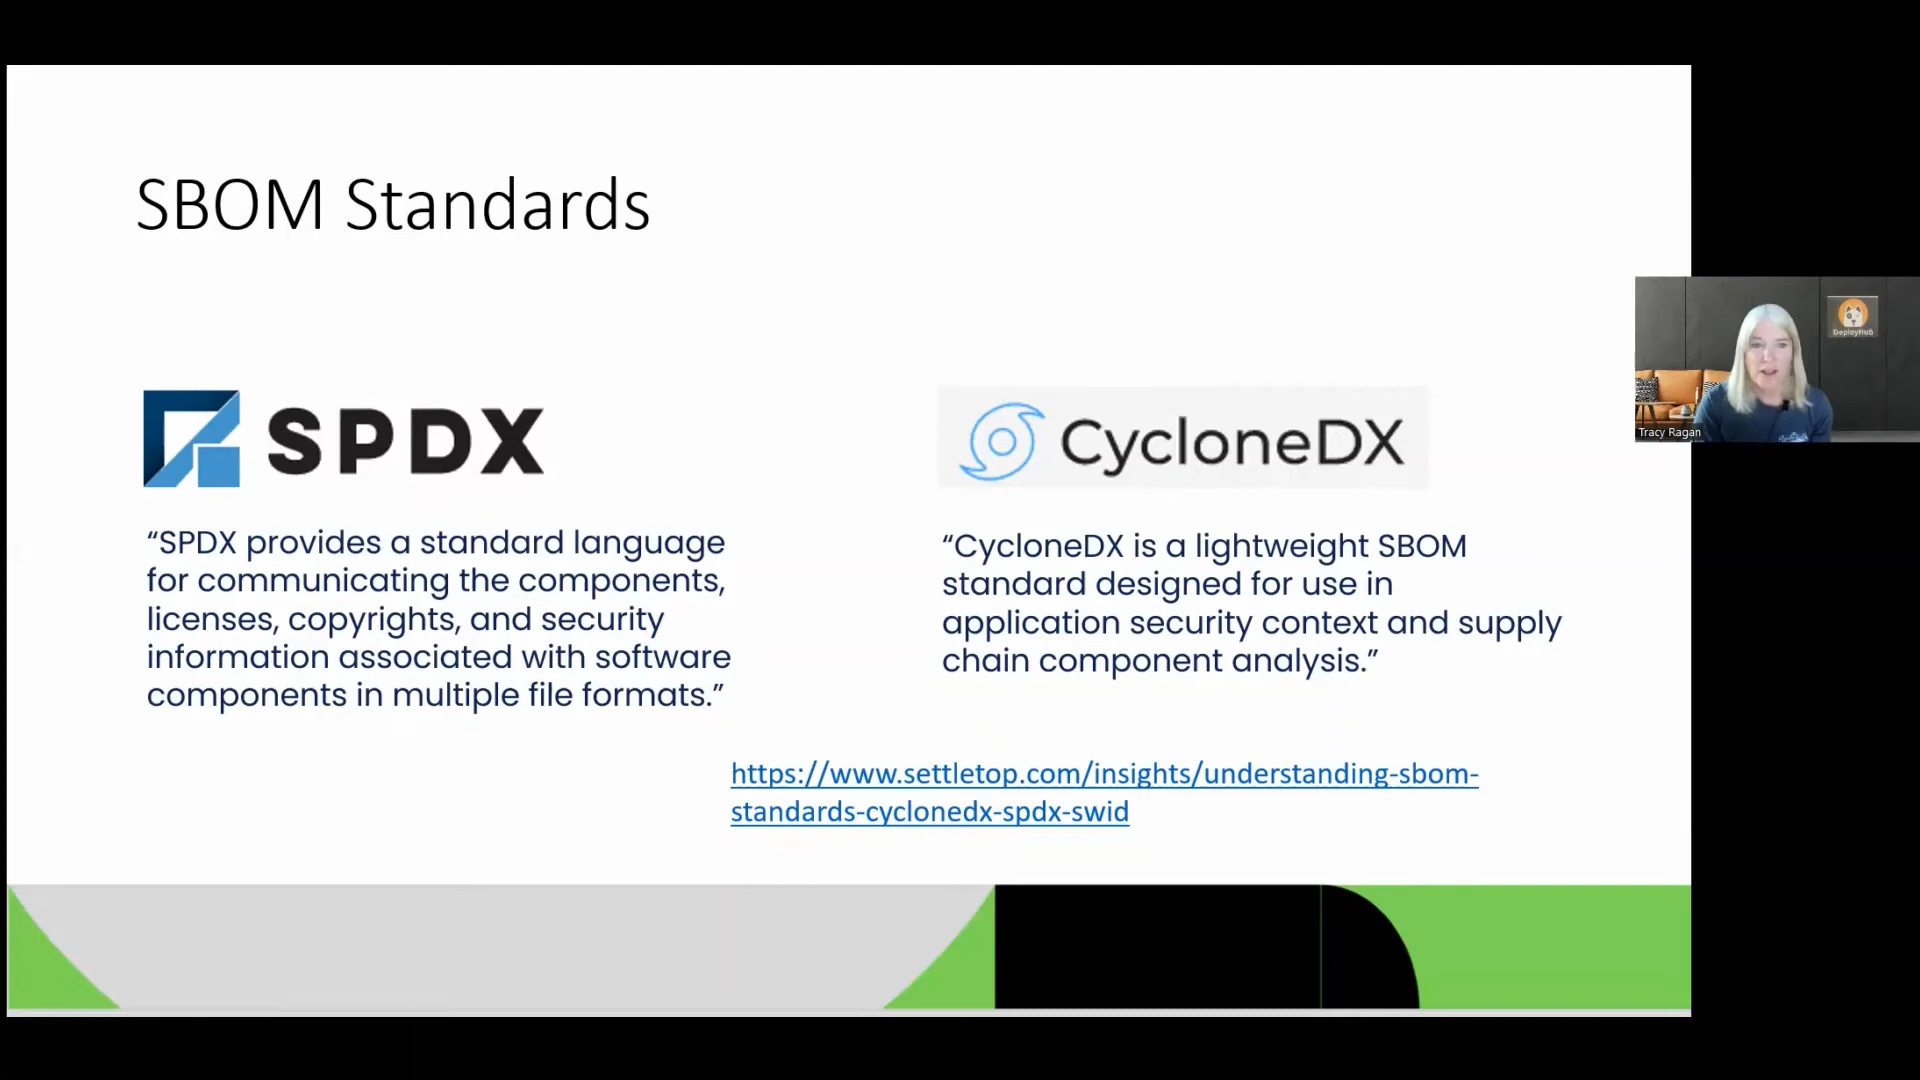 SBOM Standards
SPDX
CycloneDX
“SPDX provides a standard language
for communicating the components,
licenses, copyrights, and security
information associated with software
components in multiple file formats.”
“CycloneDX is a lightweight SBOM
standard designed for use in
application security context and supply
chain component analysis.”
https://www.settletop.com/insights/understanding-sbom-
standards-cyclonedx-spdx-swid
DeployHub
Tracy Ragan